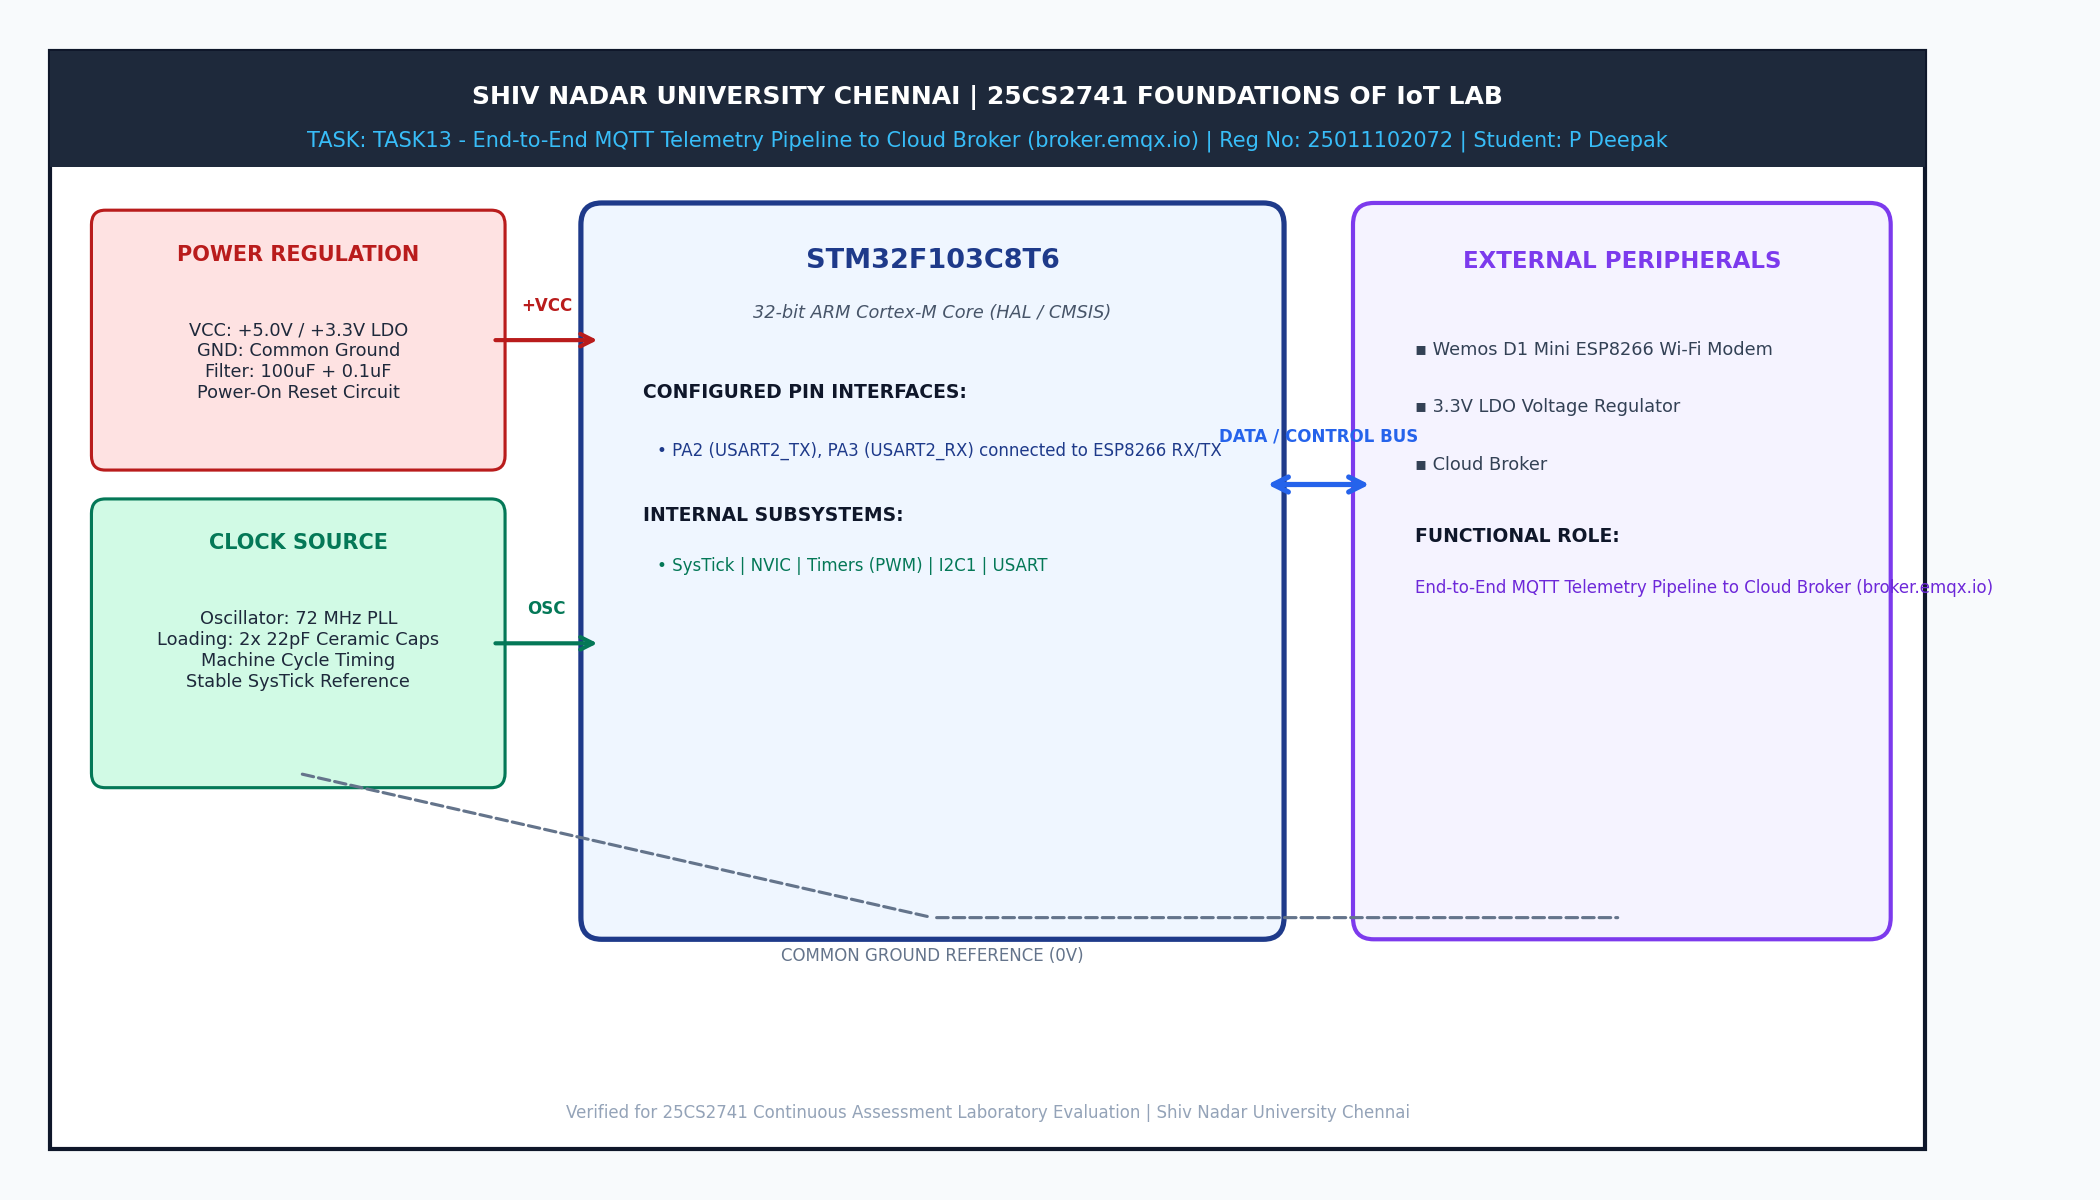 SHIV NADAR UNIVERSITY CHENNAI | 25CS2741 FOUNDATIONS OF IoT LAB
TASK: TASK13 - End-to-End MQTT Telemetry Pipeline to Cloud Broker (broker.emqx.io) | Reg No: 25011102072 | Student: P Deepak
POWER REGULATION
VCC: +5.0V / +3.3V LDO
GND: Common Ground
Filter: 100uF + 0.1uF
Power-On Reset Circuit
+VCC
CLOCK SOURCE
Oscillator: 72 MHz PLL
Loading: 2x 22pF Ceramic Caps
Machine Cycle Timing
Stable SysTick Reference
OSC
STM32F103C8T6
32-bit ARM Cortex-M Core (HAL / CMSIS)
CONFIGURED PIN INTERFACES:
• PA2 (USART2_TX), PA3 (USART2_RX) connected to ESP8266 RX/TX
INTERNAL SUBSYSTEMS:
• SysTick | NVIC | Timers (PWM) | I2C1 | USART
DATA / CONTROL BUS
EXTERNAL PERIPHERALS
▪ Wemos D1 Mini ESP8266 Wi-Fi Modem
▪ 3.3V LDO Voltage Regulator
▪ Cloud Broker
FUNCTIONAL ROLE:
End-to-End MQTT Telemetry Pipeline to Cloud Broker (broker.emqx.io)
COMMON GROUND REFERENCE (0V)
Verified for 25CS2741 Continuous Assessment Laboratory Evaluation | Shiv Nadar University Chennai